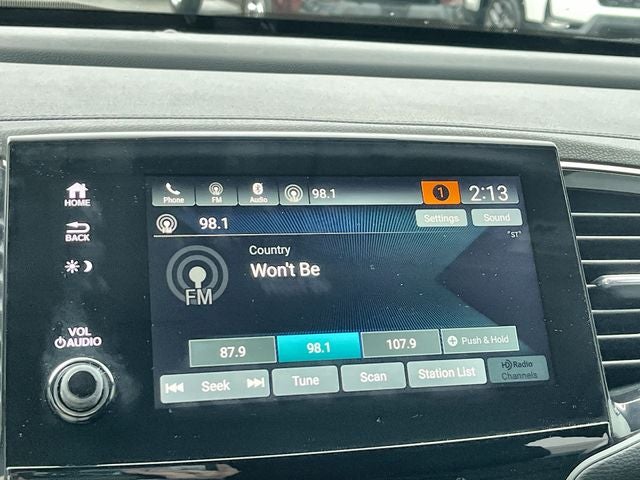 HOME
BACK
VOL
AUDIO
Phone
FM
Audio
98.1
1
2:13
98.1
Settings
Sound
"ST"
Country
Won't Be
FM
87.9
98.1
107.9
Push & Hold
Seek
Tune
Scan
Station List
HD Radio
Channels